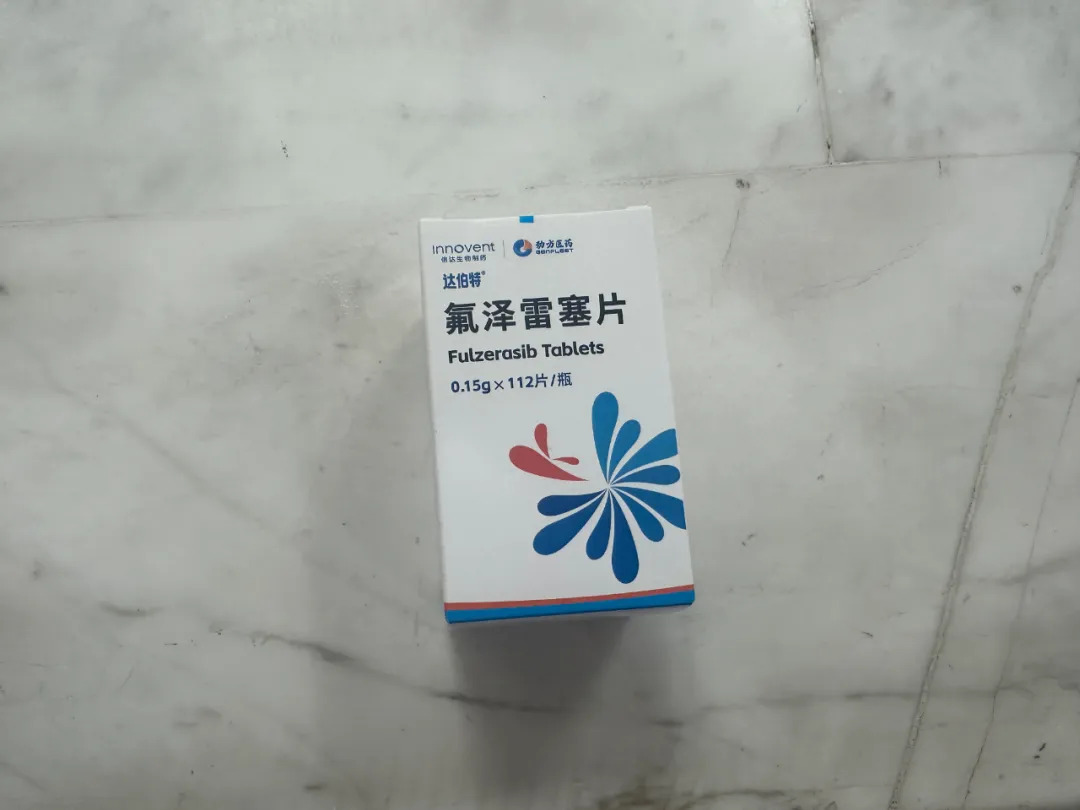 Innovent
信达生物制药
劲方医药
GENFLEET
达伯特®
氟泽雷塞片
Fulzerasib Tablets
0.15g×112片/瓶